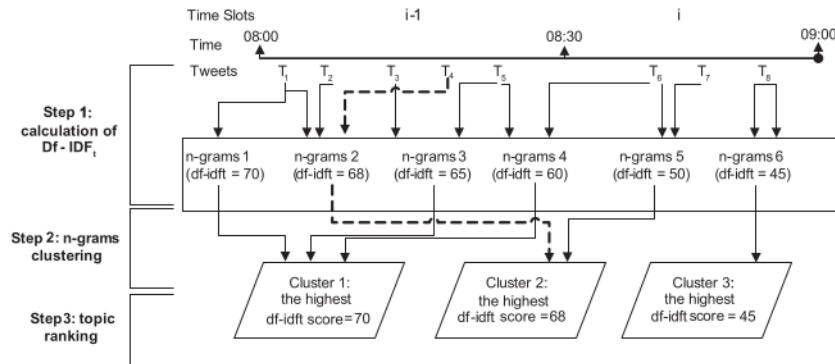 Time Slots i-1 i
08:00 08:30 09:00
Time
Tweets T1 T2 T3 T4 T5 T6 T7 T8
Step 1:
calculation of
Df - IDFt
n-grams 1 n-grams 2 n-grams 3 n-grams 4 n-grams 5 n-grams 6
(df-idft = 70) (df-idft = 68) (df-idft = 65) (df-idft = 60) (df-idft = 50) (df-idft = 45)
Step 2: n-grams
clustering
Cluster 1: Cluster 2: Cluster 3:
the highest the highest the highest
df-idft score=70 df-idft score=68 df-idft score = 45
Step3: topic
ranking